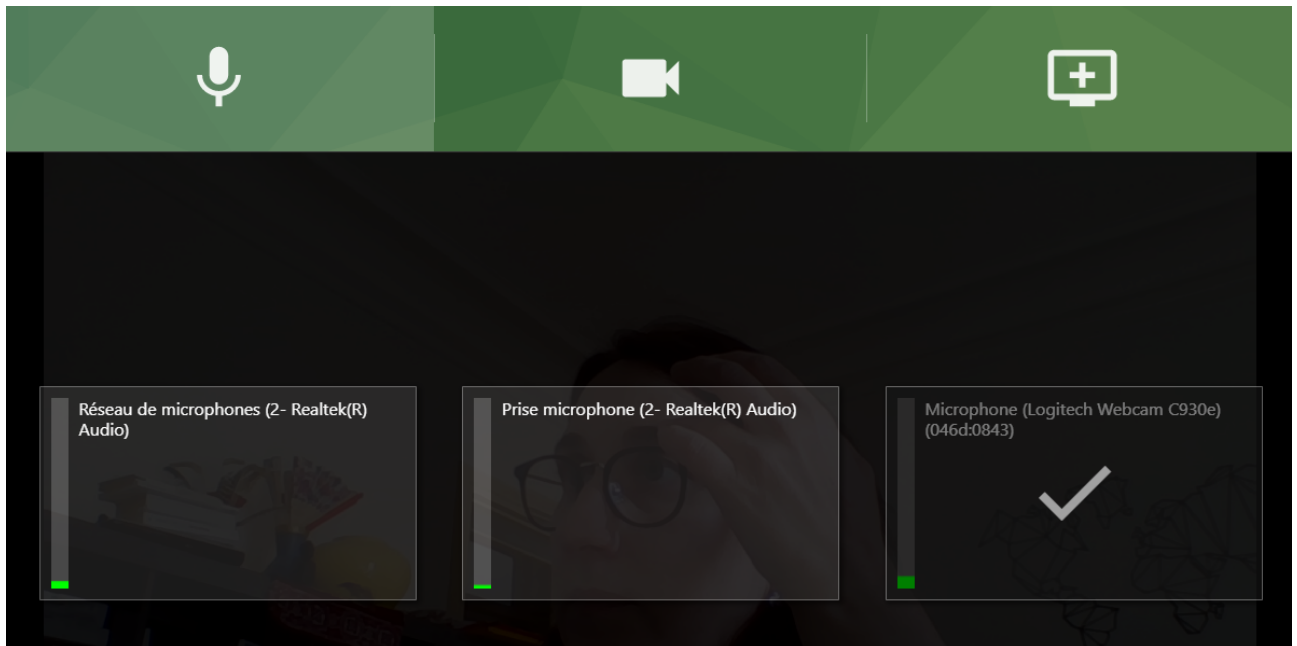 Réseau de microphones (2- Realtek(R)
Audio)
Prise microphone (2- Realtek(R) Audio)
Microphone (Logitech Webcam C930e)
(046d:0843)